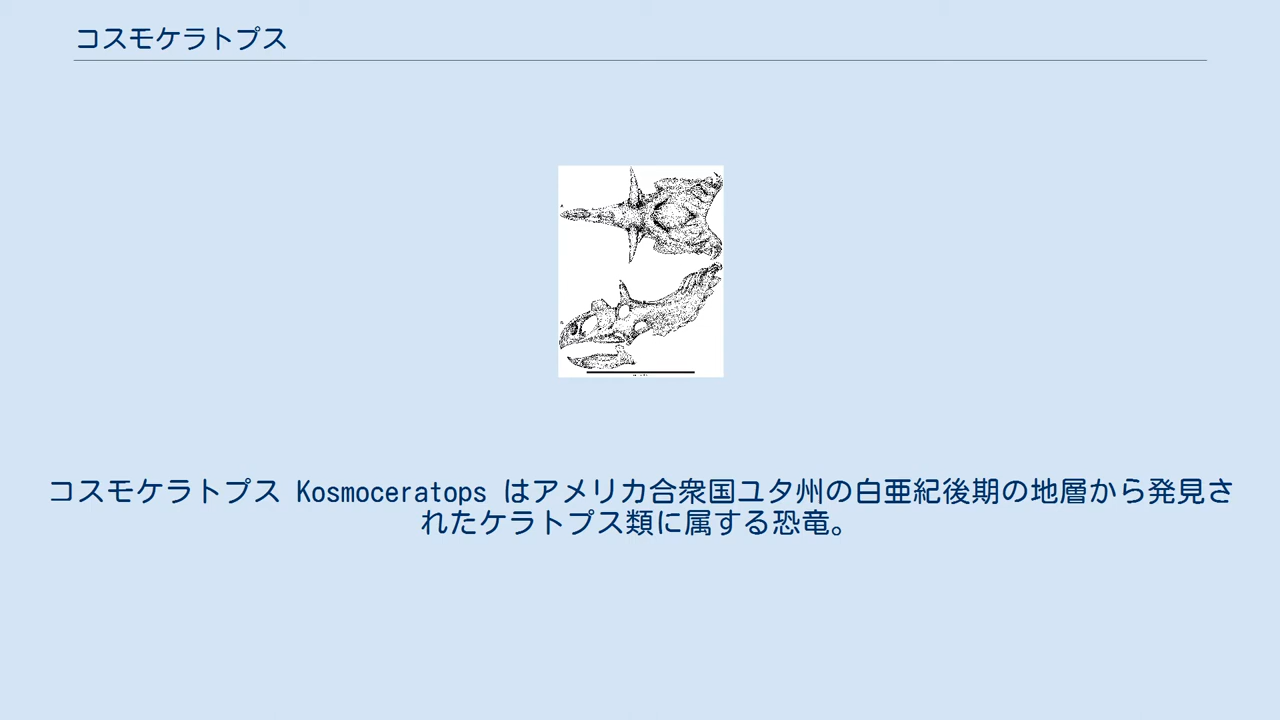 コスモケラトプス
コスモケラトプス Kosmoceratops はアメリカ合衆国ユタ州の白亜紀後期の地層から発見さ
れたケラトプス類に属する恐竜。